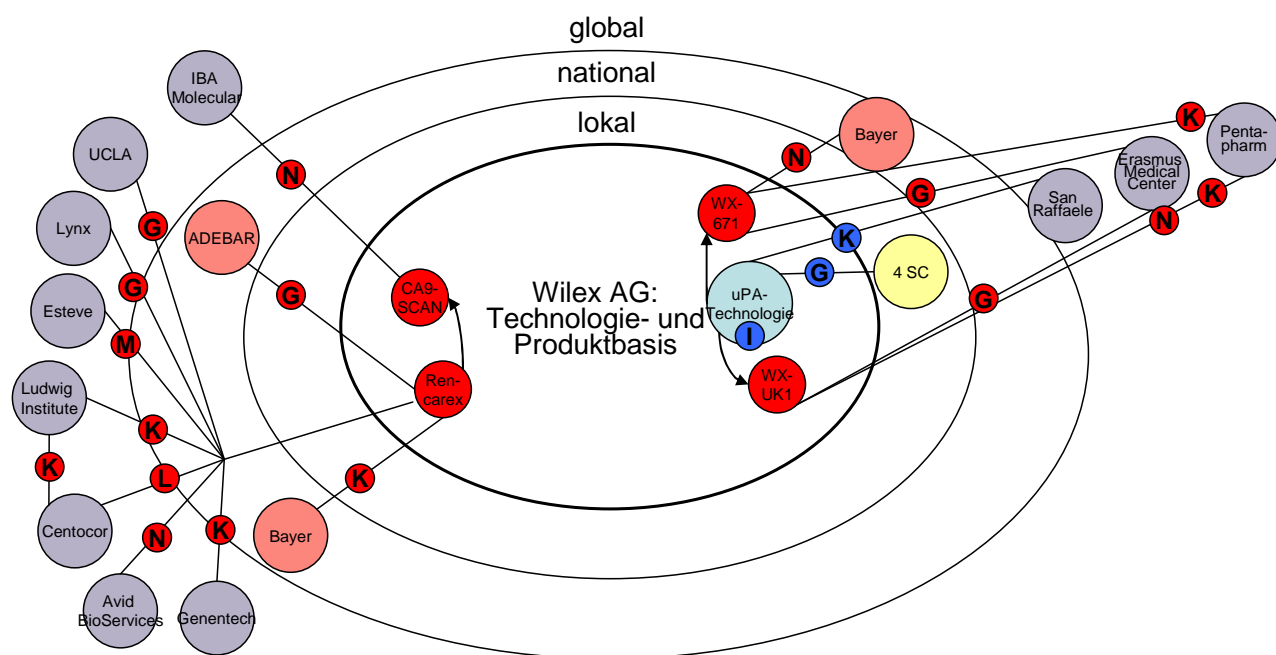 global
national
lokal
IBA
Molecular
UCLA
Lynx
Esteve
Ludwig
Institute
Centocor
Avid
BioServices
Genentech
ADEBAR
Bayer
N
G
G
M
K
K
L
N
K
G
K
CA9-
SCAN
Ren-
carex
Wilex AG:
Technologie- und
Produktbasis
WX-
671
uPA-
Technologie
I
WX-
UK1
N
Bayer
K
G
K
G
4 SC
San
Raffaele
Erasmus
Medical
Center
Penta-
pharm
N
K
G